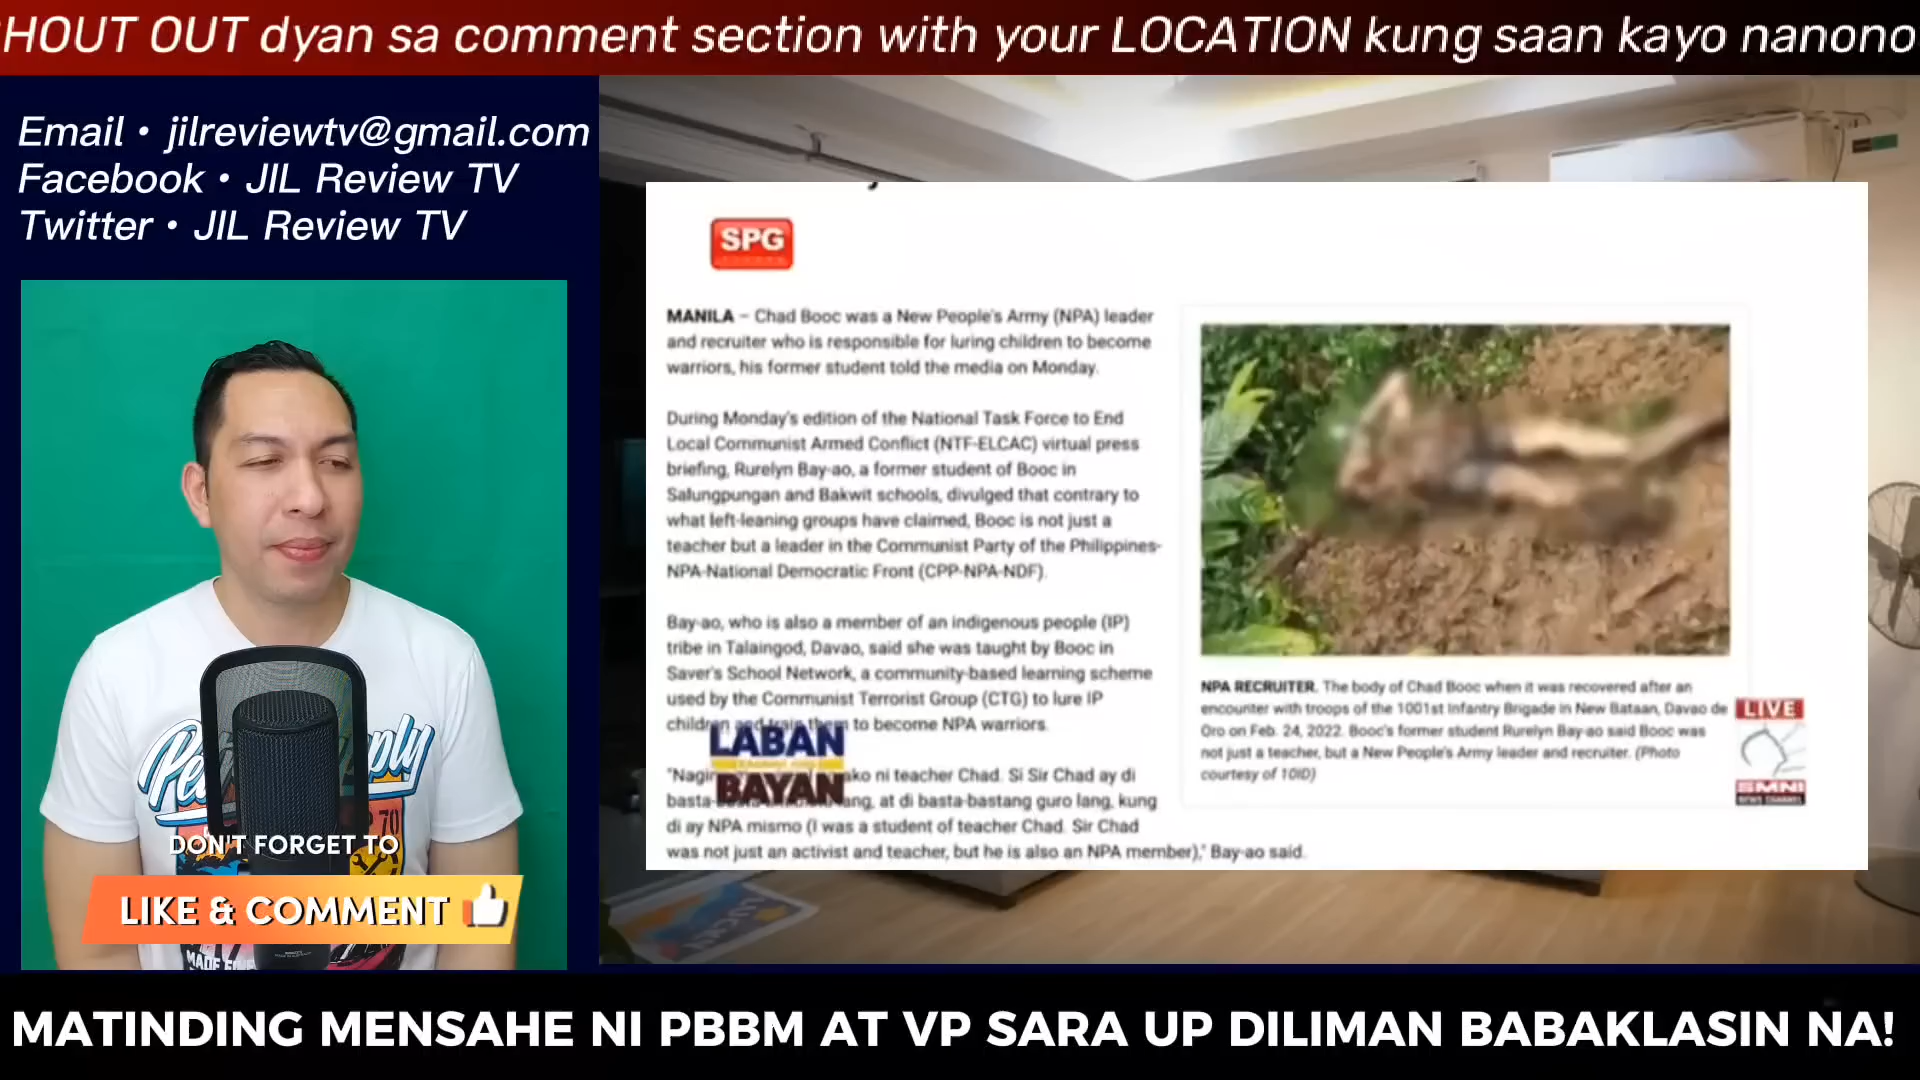 HOUT OUT dyan sa comment section with your LOCATION kung saan kayo nanono
Email • jilreviewtv@gmail.com
Facebook • JIL Review TV
Twitter • JIL Review TV
SPG
MANILA – Chad Booc was a New People's Army (NPA) leader
and recruiter who is responsible for luring children to become
warriors, his former student told the media on Monday.
During Monday's edition of the National Task Force to End
Local Communist Armed Conflict (NTF-ELCAC) virtual press
briefing, Rurelyn Bay-ao, a former student of Booc in
Salungpungan and Bakwit schools, divulged that contrary to
what left-leaning groups have claimed, Booc is not just a
teacher but a leader in the Communist Party of the Philippines-
NPA-National Democratic Front (CPP-NPA-NDF).
Bay-ao, who is also a member of an indigenous people (IP)
tribe in Talaingod, Davao, said she was taught by Booc in
Saver's School Network, a community-based learning scheme
used by the Communist Terrorist Group (CTG) to lure IP
children and train them to become NPA warriors.
"Nagin ako ni teacher Chad. Si Sir Chad ay di
basta- lang, at di basta-bastang guro lang, kung
di ay NPA mismo (I was a student of teacher Chad. Sir Chad
was not just an activist and teacher, but he is also an NPA member)," Bay-ao said.
LABAN
BAYAN
NPA RECRUITER. The body of Chad Booc when it was recovered after an
encounter with troops of the 1001st Infantry Brigade in New Bataan, Davao de
Oro on Feb. 24, 2022. Booc's former student Rurelyn Bay-ao said Booc was
not just a teacher, but a New People's Army leader and recruiter. (Photo
courtesy of 10ID)
LIVE
SMNI
NEWS CHANNEL
DON'T FORGET TO
LIKE & COMMENT
MATINDING MENSAHE NI PBBM AT VP SARA UP DILIMAN BABAKLASIN NA!